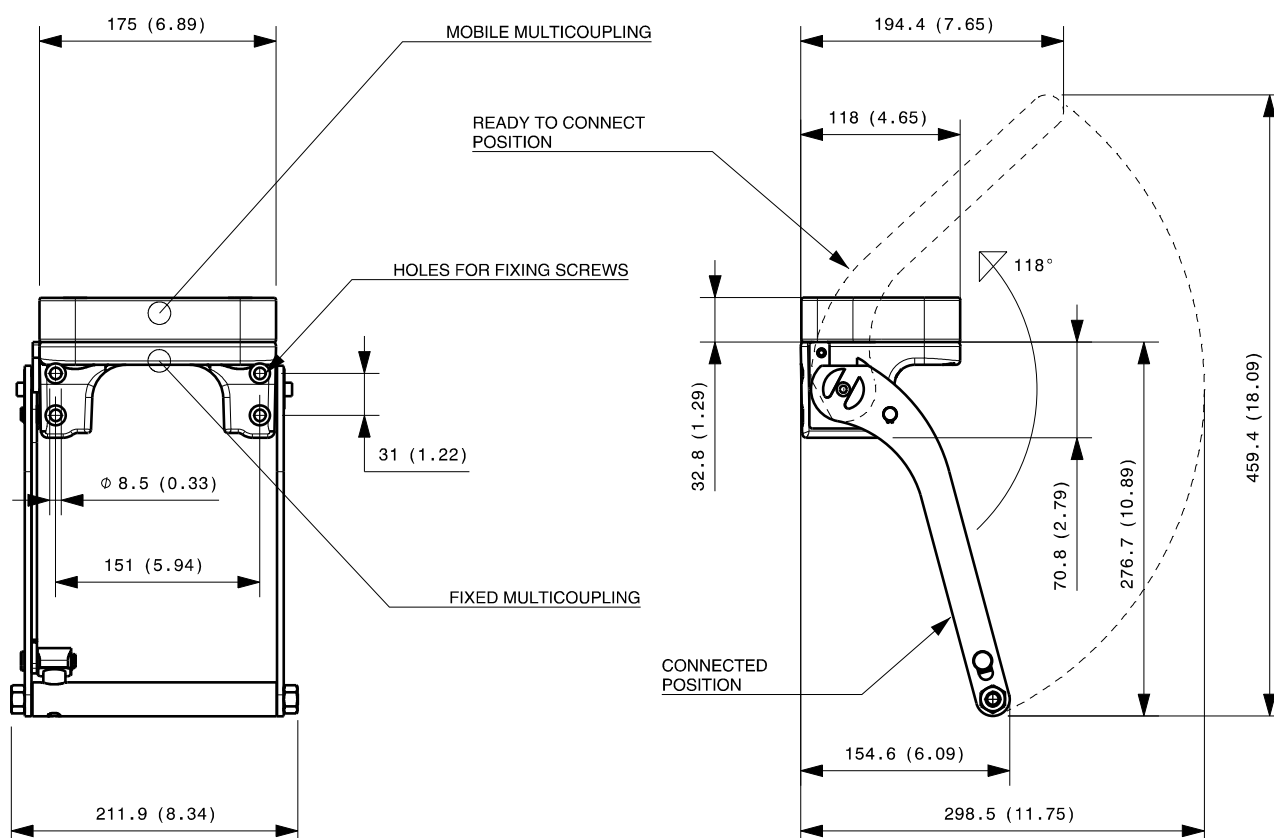 175 (6.89)
MOBILE MULTICOUPLING
194.4 (7.65)
READY TO CONNECT
POSITION
118 (4.65)
HOLES FOR FIXING SCREWS
118°
32.8 (1.29)
459.4 (18.09)
31 (1.22)
ϕ 8.5 (0.33)
70.8 (2.79)
276.7 (10.89)
151 (5.94)
FIXED MULTICOUPLING
CONNECTED
POSITION
154.6 (6.09)
211.9 (8.34)
298.5 (11.75)